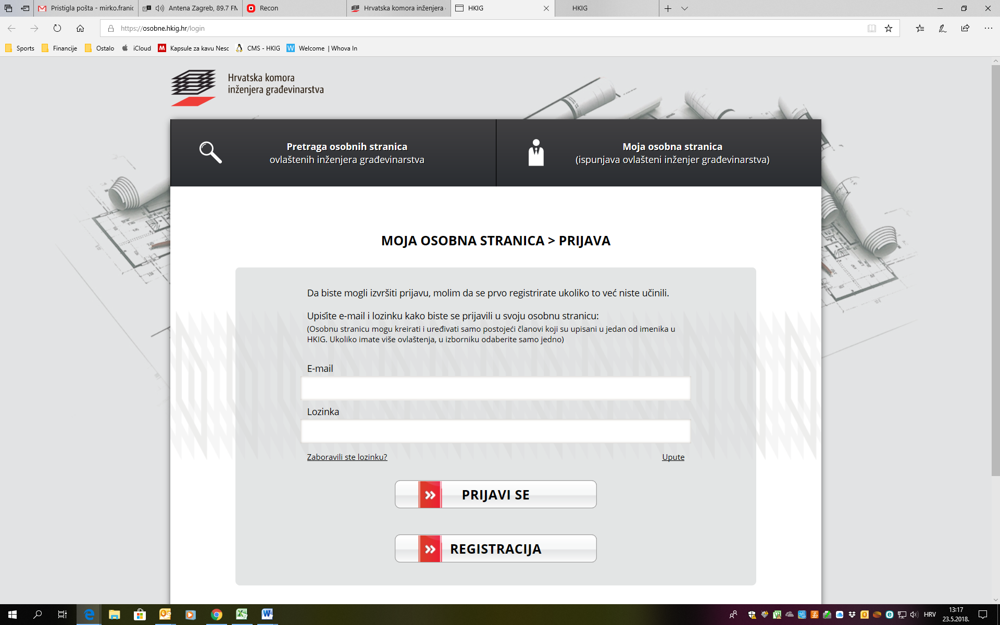 Pristigla pošta - mirko.franic
Antena Zagreb, 89.7 FM
Recon
Hrvatska komora inženjera
HKIG
HKIG
https://osobne.hkig.hr/login
Sports
Financije
Ostalo
iCloud
Kapsule za kavu Nesc
CMS - HKIG
Welcome | Whova In
Hrvatska komora
inženjera građevinarstva
Pretraga osobnih stranica
ovlaštenih inženjera građevinarstva
Moja osobna stranica
(ispunjava ovlašteni inženjer građevinarstva)
MOJA OSOBNA STRANICA > PRIJAVA
Da biste mogli izvršiti prijavu, molim da se prvo registrirate ukoliko to već niste učinili.
Upišite e-mail i lozinku kako biste se prijavili u svoju osobnu stranicu:
(Osobnu stranicu mogu kreirati i uređivati samo postojeći članovi koji su upisani u jedan od imenika u
HKIG. Ukoliko imate više ovlaštenja, u izborniku odaberite samo jedno)
E-mail
Lozinka
Zaboravili ste lozinku?
Upute
PRIJAVI SE
REGISTRACIJA
HRV
13:17
23.5.2018.